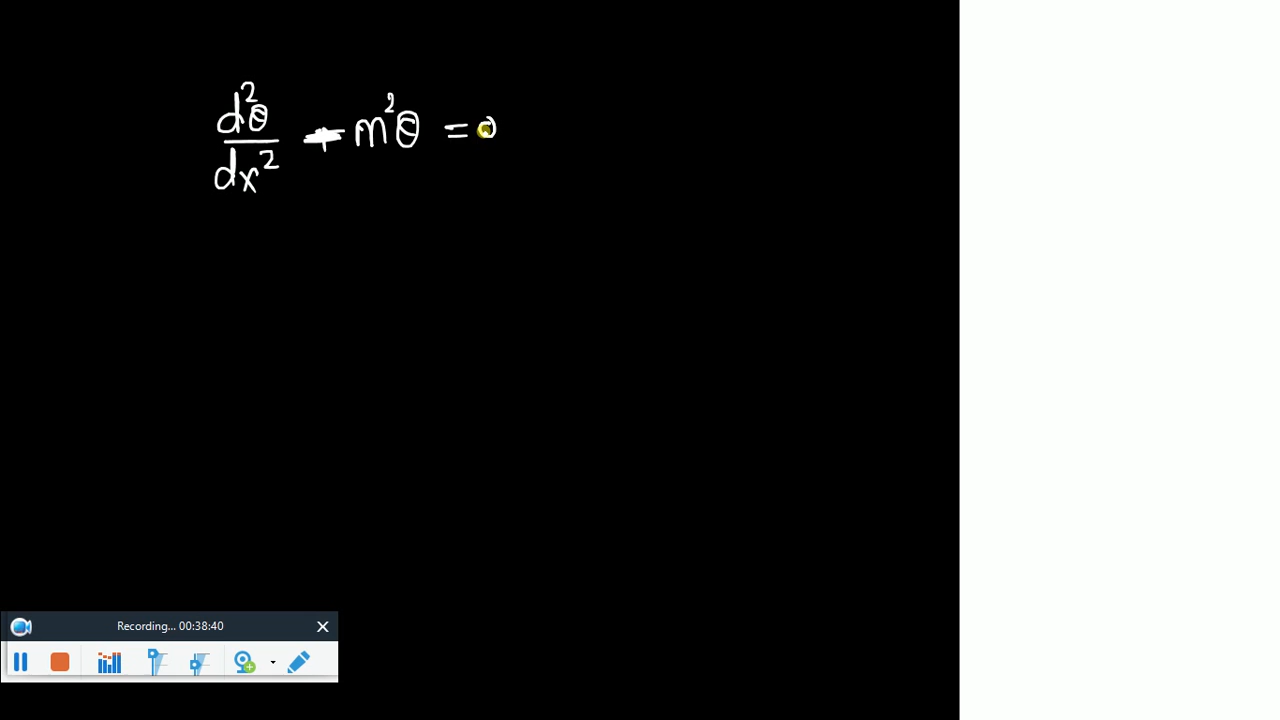 d²θ/dx² - m²θ = 0
Recording... 00:38:40